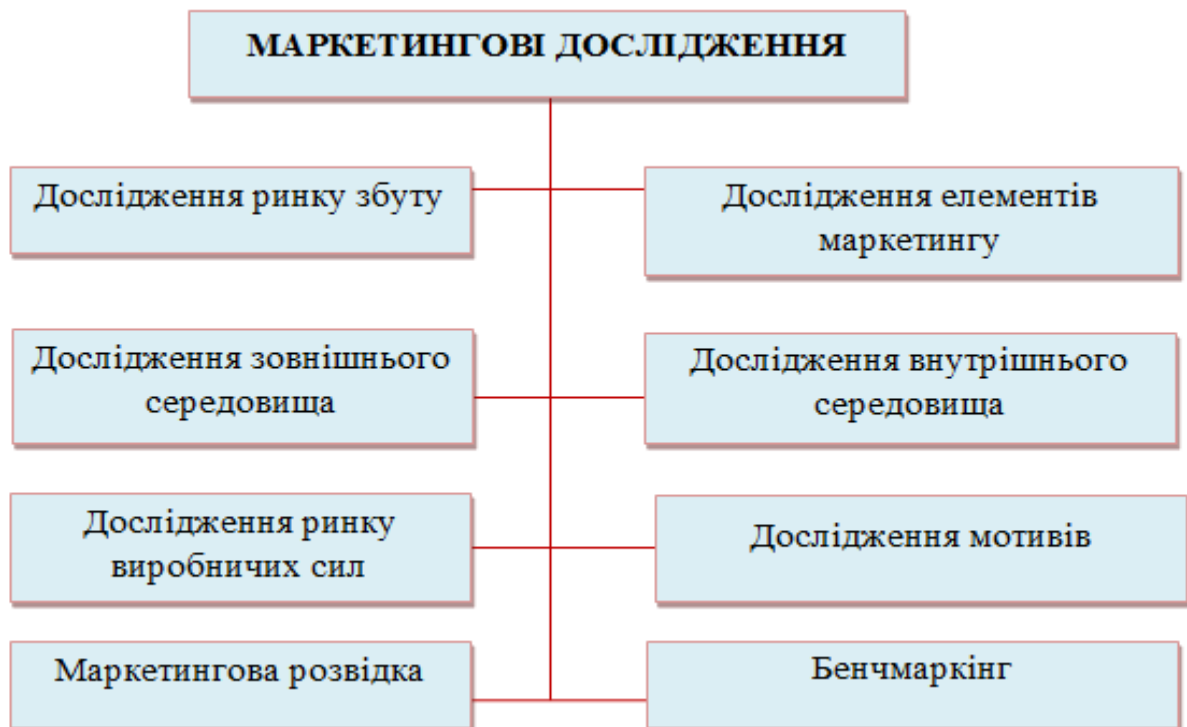 МАРКЕТИНГОВІ ДОСЛІДЖЕННЯ
Дослідження ринку збуту
Дослідження елементів
маркетингу
Дослідження зовнішнього
середовища
Дослідження внутрішнього
середовища
Дослідження ринку
виробничих сил
Дослідження мотивів
Маркетингова розвідка
Бенчмаркінг